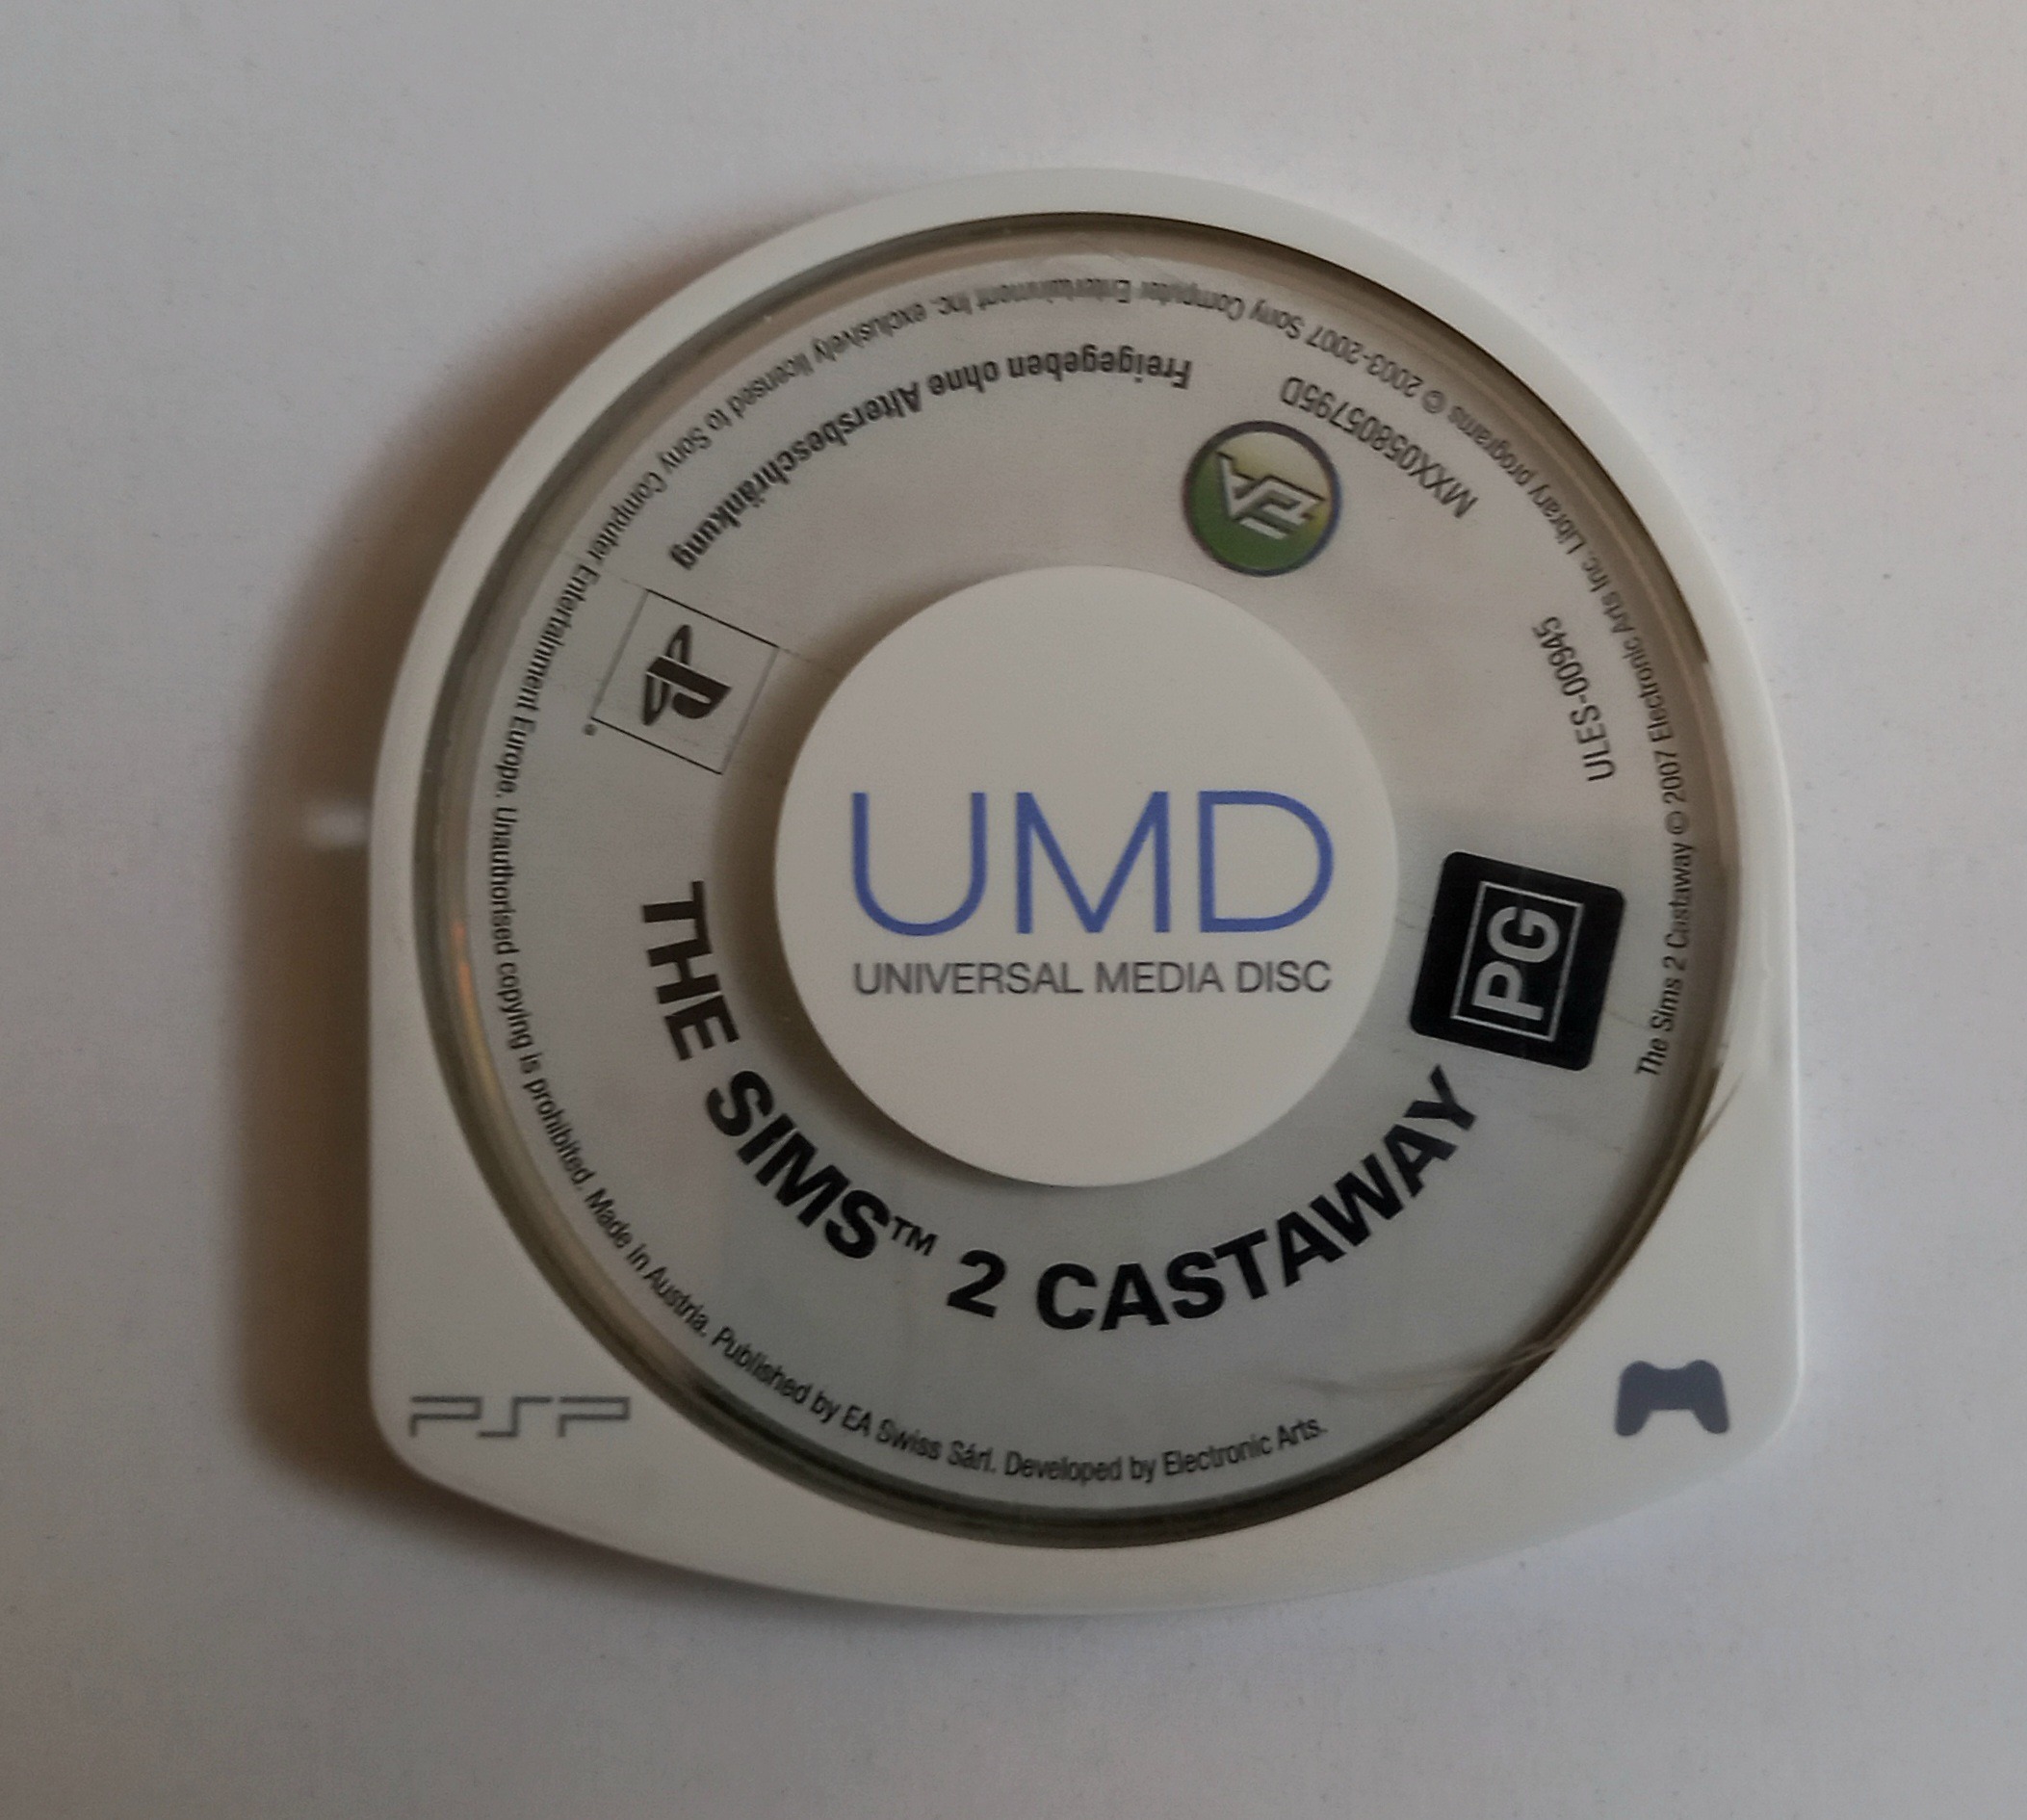 UMD
UNIVERSAL MEDIA DISC
THE SIMS™ 2 CASTAWAY
PG
ULES-00945
MXX05805795D
EA
Freigegeben ohne Altersbeschränkung
The Sims 2 Castaway © 2007 Electronic Arts Inc. Library programs © 2003-2007 Sony Computer Entertainment Inc. exclusively licensed to Sony Computer Entertainment Europe. Unauthorised copying is prohibited. Made in Austria. Published by EA Swiss Sárl. Developed by Electronic Arts.
PSP